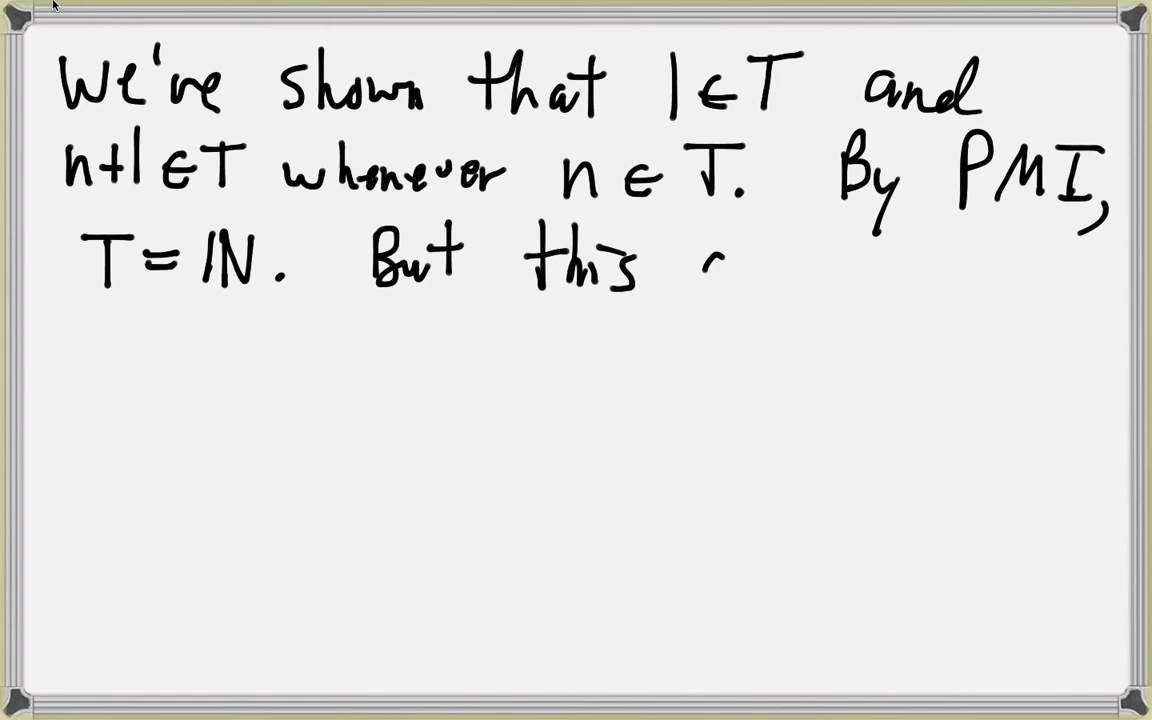 We've shown that 1∈T and
n+1∈T whenever n∈T. By PMI,
T=ℕ. But this